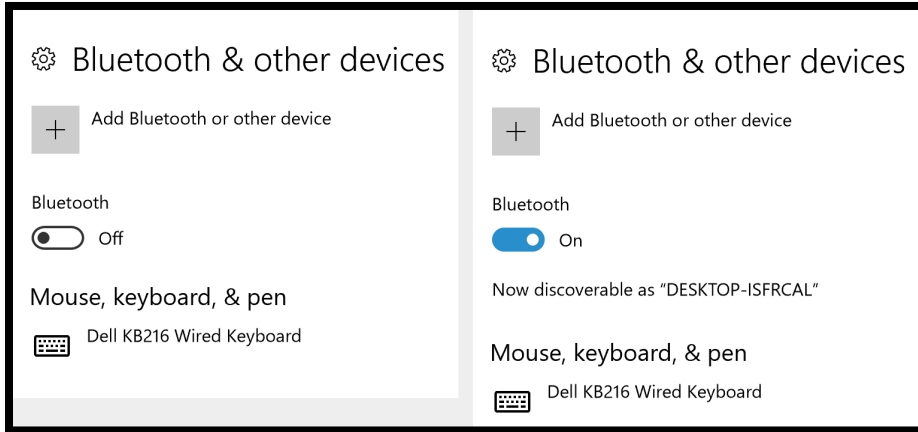 Bluetooth & other devices
Add Bluetooth or other device
Bluetooth
Off
Mouse, keyboard, & pen
Dell KB216 Wired Keyboard
Bluetooth & other devices
Add Bluetooth or other device
Bluetooth
On
Now discoverable as “DESKTOP-ISFRCAL”
Mouse, keyboard, & pen
Dell KB216 Wired Keyboard